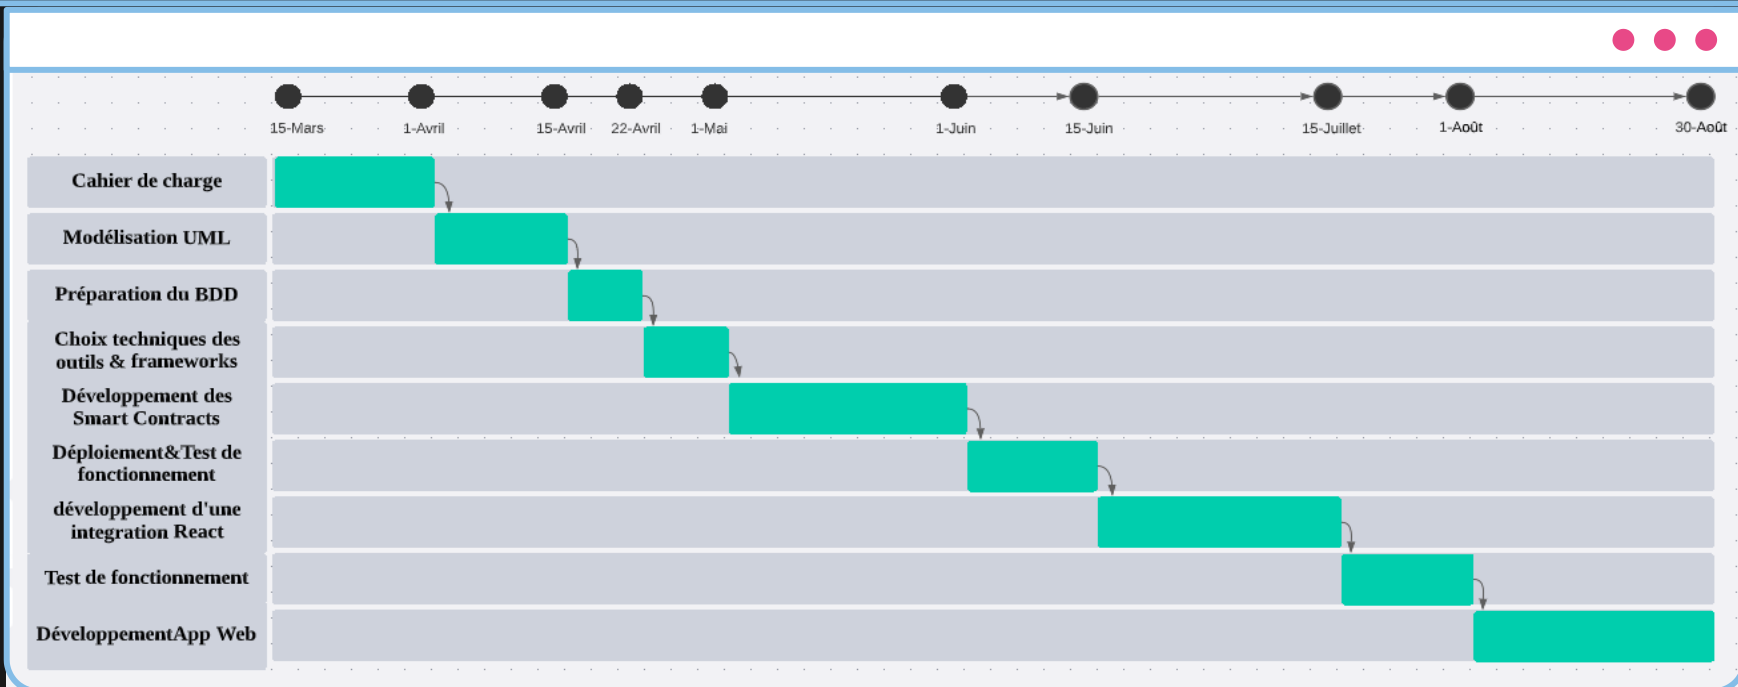 15-Mars
1-Avril
15-Avril
22-Avril
1-Mai
1-Juin
15-Juin
15-Juillet
1-Août
30-Août
Cahier de charge
Modélisation UML
Préparation du BDD
Choix techniques des
outils & frameworks
Développement des
Smart Contracts
Déploiement&Test de
fonctionnement
développement d'une
integration React
Test de fonctionnement
DéveloppementApp Web